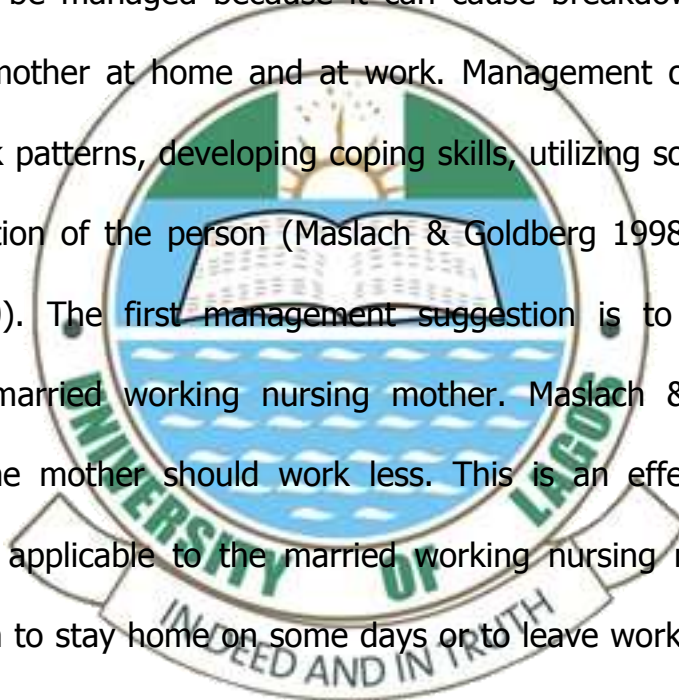 be managed because it can cause breakdow
mother at home and at work. Management o
patterns, developing coping skills, utilizing so
tion of the person (Maslach & Goldberg 1998
). The first management suggestion is to
married working nursing mother. Maslach &
ne mother should work less. This is an effe
applicable to the married working nursing
to stay home on some days or to leave work
UNIVERSITY OF LAGOS
IN DEED AND IN TRUTH